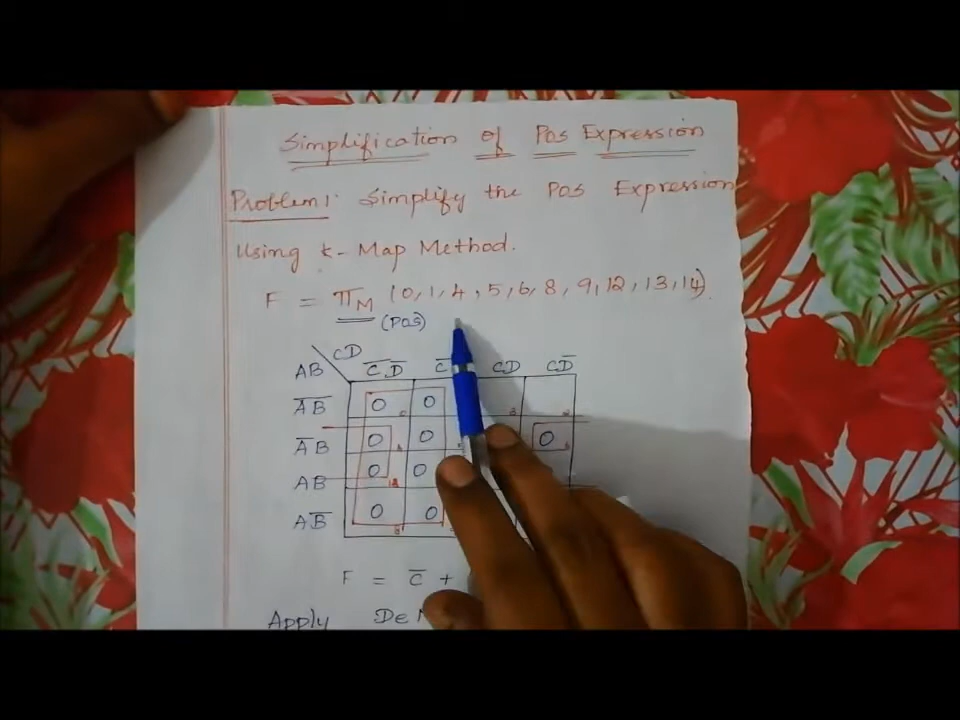 Simplification of Pos Expression
Problem 1: Simplify the Pos Expression
Using K-Map Method.
F = πM (0,1,4,5,6,8,9,12,13,14)
(POS)
CD
AB C̅D̅ C̅ CD CD̅
A̅B̅ 0 0
A̅B 0 0 0
AB 0 0
AB̅ 0 0
F = C̅ +
Apply De